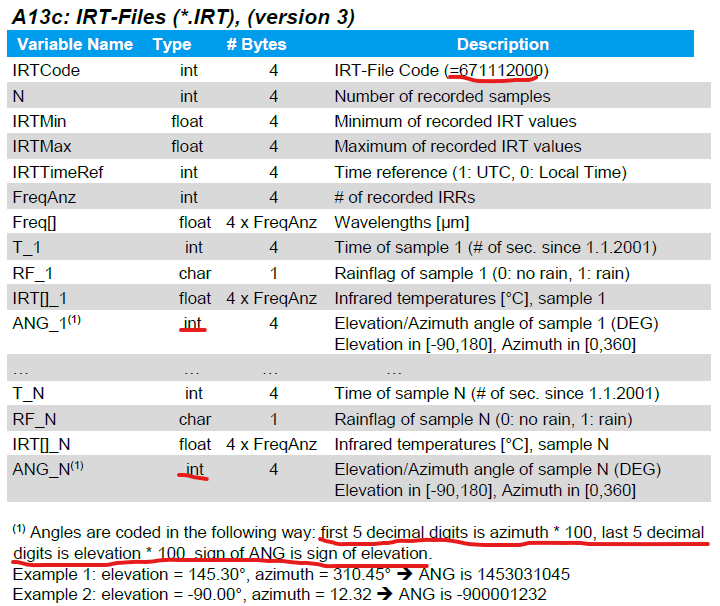 A13c: IRT-Files (*.IRT), (version 3)
Variable Name Type # Bytes Description
IRTCode int 4 IRT-File Code (=671112000)
N int 4 Number of recorded samples
IRTMin float 4 Minimum of recorded IRT values
IRTMax float 4 Maximum of recorded IRT values
IRTTimeRef int 4 Time reference (1: UTC, 0: Local Time)
FreqAnz int 4 # of recorded IRRs
Freq[] float 4 x FreqAnz Wavelengths [µm]
T_1 int 4 Time of sample 1 (# of sec. since 1.1.2001)
RF_1 char 1 Rainflag of sample 1 (0: no rain, 1: rain)
IRT[]_1 float 4 x FreqAnz Infrared temperatures [°C], sample 1
ANG_1(1) int 4 Elevation/Azimuth angle of sample 1 (DEG)
Elevation in [-90,180], Azimuth in [0,360]
... ... ... ...
T_N int 4 Time of sample N (# of sec. since 1.1.2001)
RF_N char 1 Rainflag of sample N (0: no rain, 1: rain)
IRT[]_N float 4 x FreqAnz Infrared temperatures [°C], sample N
ANG_N(1) int 4 Elevation/Azimuth angle of sample N (DEG)
Elevation in [-90,180], Azimuth in [0,360]
(1) Angles are coded in the following way: first 5 decimal digits is azimuth * 100, last 5 decimal
digits is elevation * 100, sign of ANG is sign of elevation.
Example 1: elevation = 145.30°, azimuth = 310.45° ➔ ANG is 1453031045
Example 2: elevation = -90.00°, azimuth = 12.32 ➔ ANG is -900001232